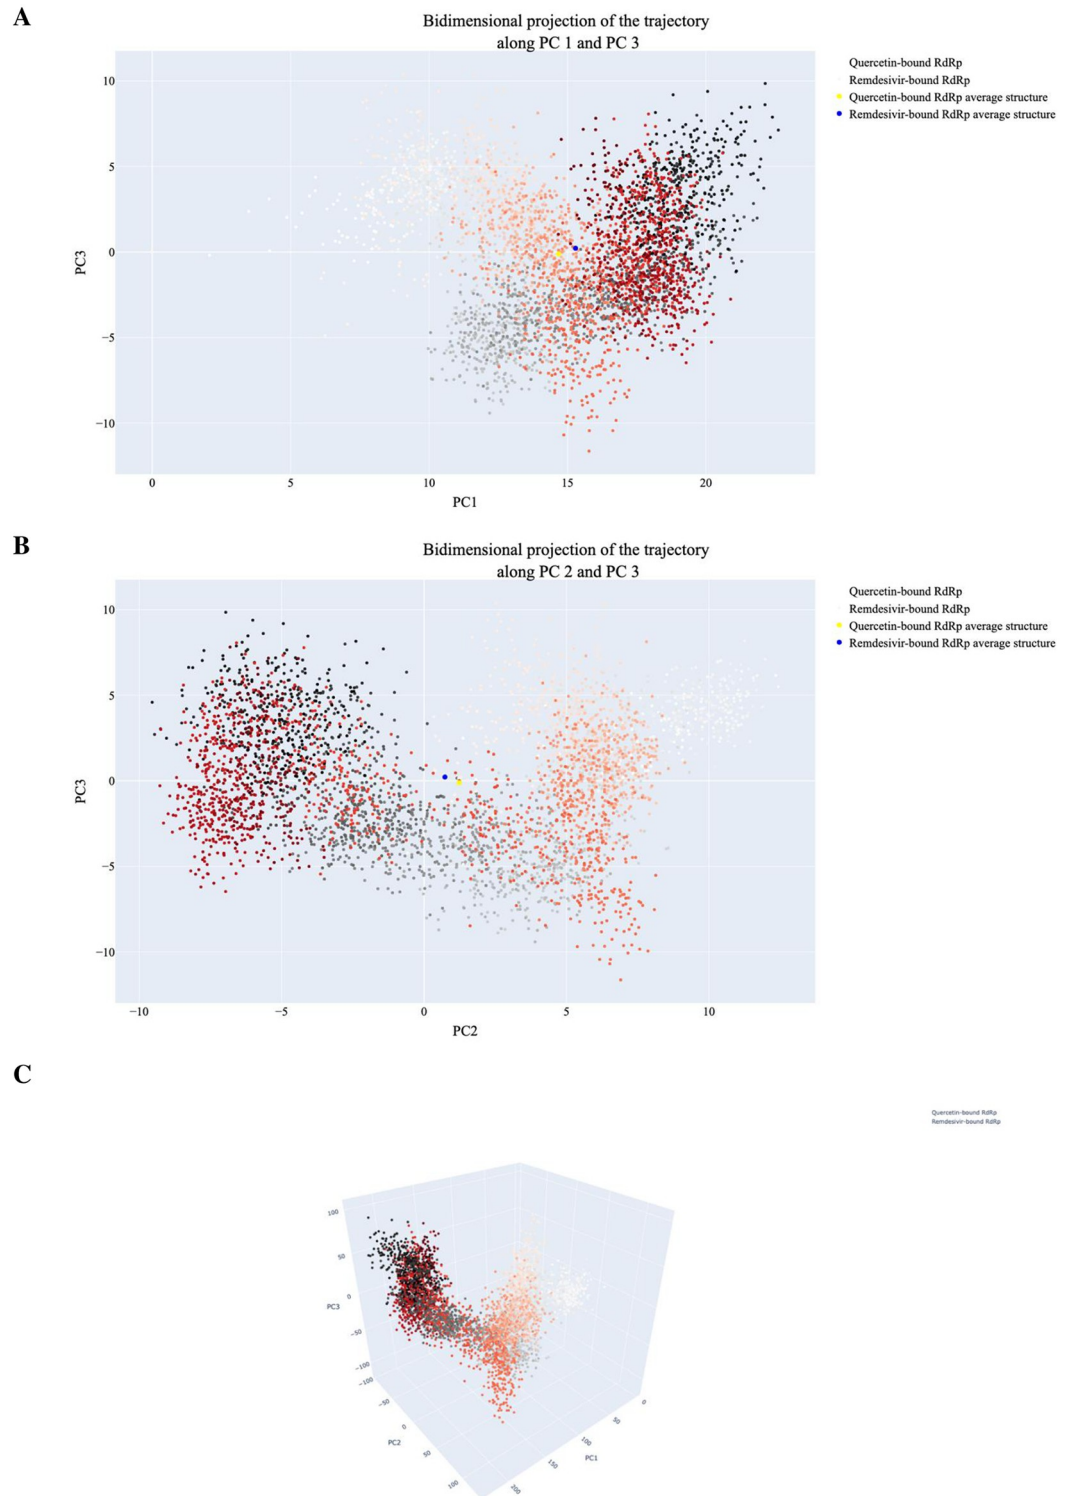 A
Bidimensional projection of the trajectory
along PC 1 and PC 3
Quercetin-bound RdRp
Remdesivir-bound RdRp
Quercetin-bound RdRp average structure
Remdesivir-bound RdRp average structure
10
5
0
−5
−10
PC3
0
5
10
15
20
PC1
B
Bidimensional projection of the trajectory
along PC 2 and PC 3
Quercetin-bound RdRp
Remdesivir-bound RdRp
Quercetin-bound RdRp average structure
Remdesivir-bound RdRp average structure
10
5
0
−5
−10
PC3
−10
−5
0
5
10
PC2
C
Quercetin-bound RdRp
Remdesivir-bound RdRp
100
50
0
PC3
−50
−100
−100
−50
0
PC2
50
100
0
50
100
PC1
150
200